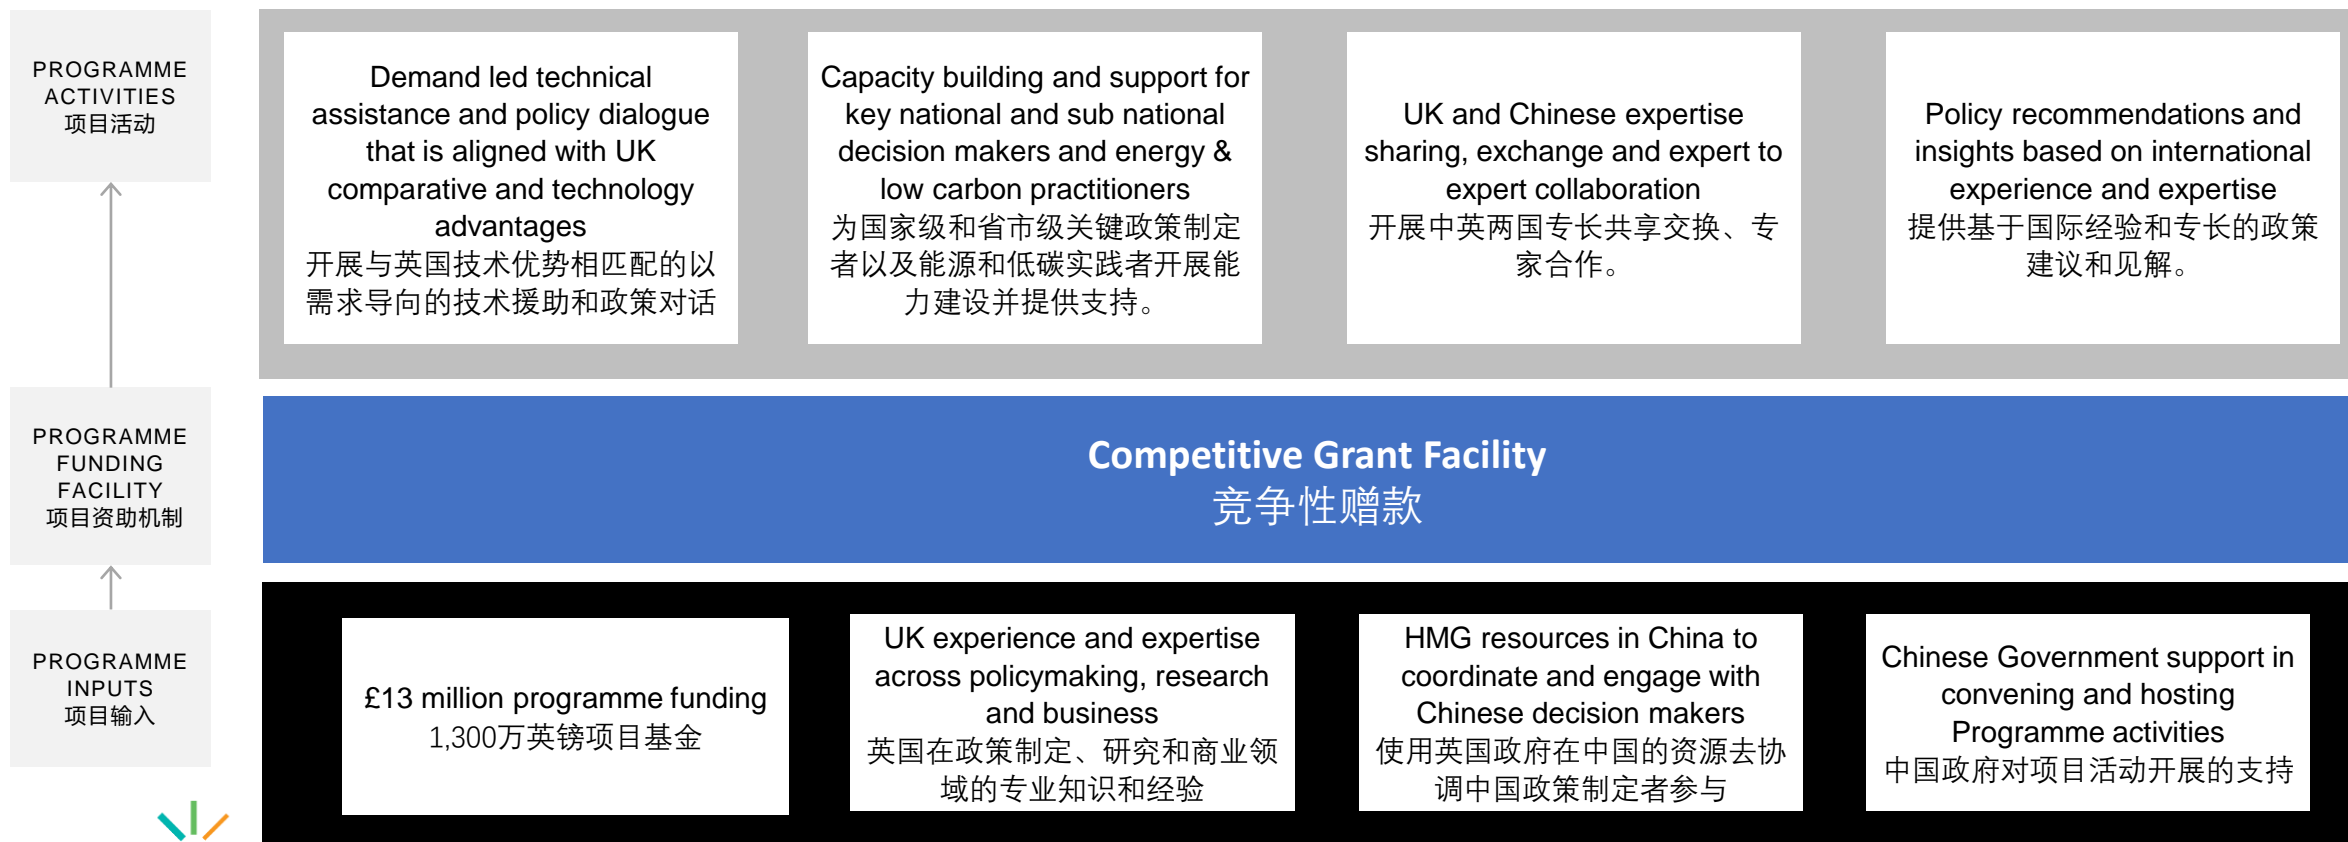 PROGRAMME
ACTIVITIES
项目活动
Demand led technical
assistance and policy dialogue
that is aligned with UK
comparative and technology
advantages
开展与英国技术优势相匹配的以
需求导向的技术援助和政策对话
Capacity building and support for
key national and sub national
decision makers and energy &
low carbon practitioners
为国家级和省市级关键政策制定
者以及能源和低碳实践者开展能
力建设并提供支持。
UK and Chinese expertise
sharing, exchange and expert to
expert collaboration
开展中英两国专长共享交换、专
家合作。
Policy recommendations and
insights based on international
experience and expertise
提供基于国际经验和专长的政策
建议和见解。
PROGRAMME
FUNDING
FACILITY
项目资助机制
Competitive Grant Facility
竞争性赠款
PROGRAMME
INPUTS
项目输入
£13 million programme funding
1,300万英镑项目基金
UK experience and expertise
across policymaking, research
and business
英国在政策制定、研究和商业领
域的专业知识和经验
HMG resources in China to
coordinate and engage with
Chinese decision makers
使用英国政府在中国的资源去协
调中国政策制定者参与
Chinese Government support in
convening and hosting
Programme activities
中国政府对项目活动开展的支持